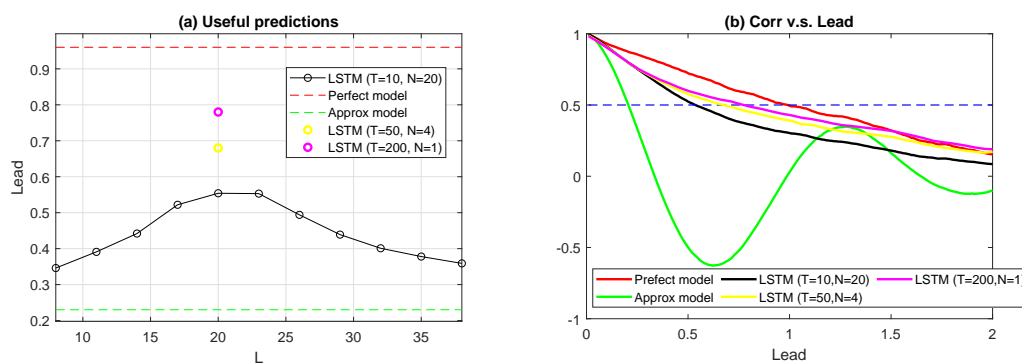 (a) Useful predictions
0.9
0.8
0.7
0.6
0.5
0.4
0.3
0.2
Lead
10 15 20 25 30 35
L
LSTM (T=10, N=20)
Perfect model
Approx model
LSTM (T=50, N=4)
LSTM (T=200, N=1)
(b) Corr v.s. Lead
1
0.5
0
-0.5
-1
0 0.5 1 1.5 2
Lead
Prefect model LSTM (T=10,N=20) LSTM (T=200,N=1)
Approx model LSTM (T=50,N=4)